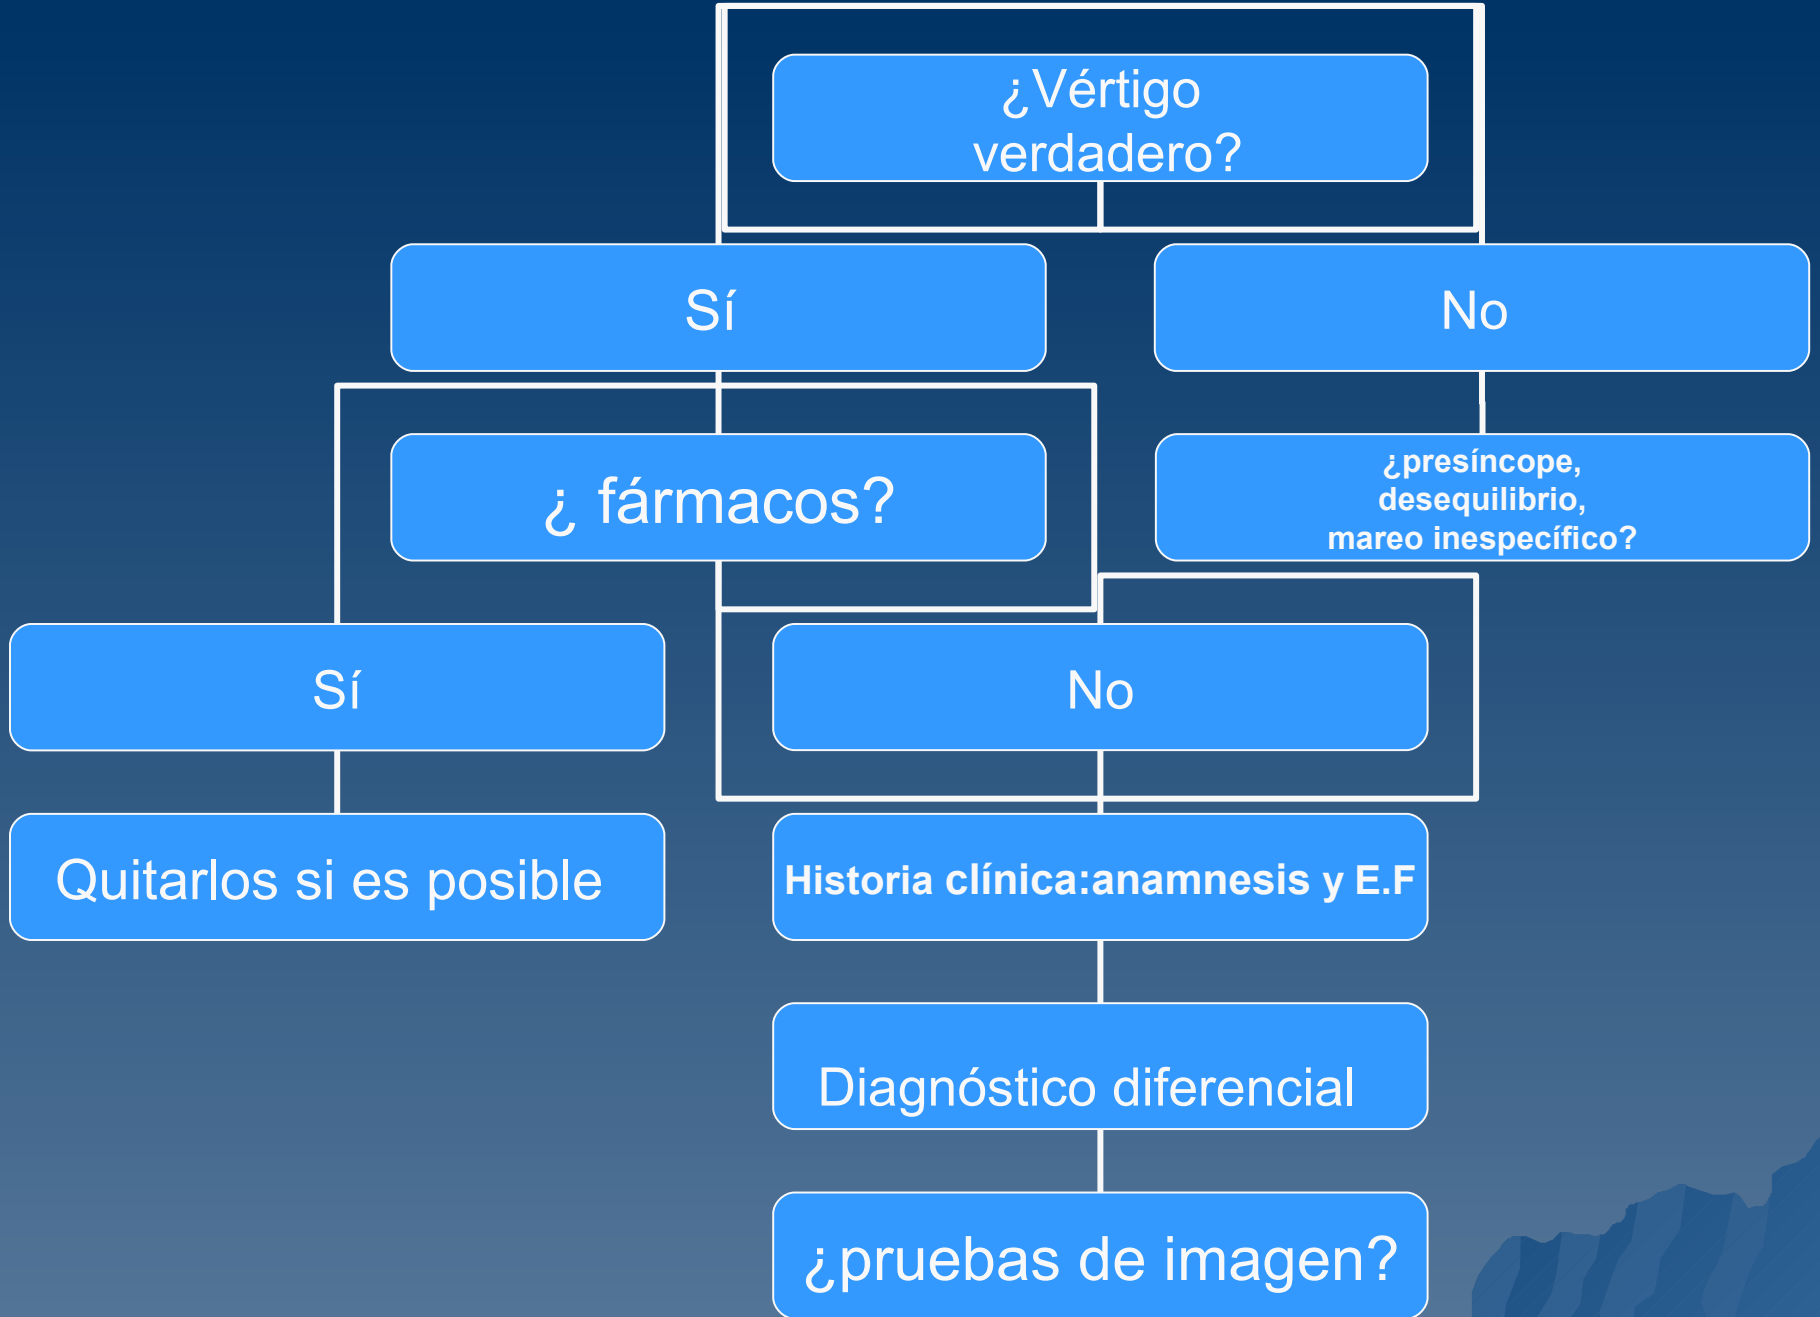 ¿Vértigo
verdadero?
Sí
No
¿ fármacos?
¿presíncope,
desequilibrio,
mareo inespecífico?
Sí
No
Quitarlos si es posible
Historia clínica:anamnesis y E.F
Diagnóstico diferencial
¿pruebas de imagen?